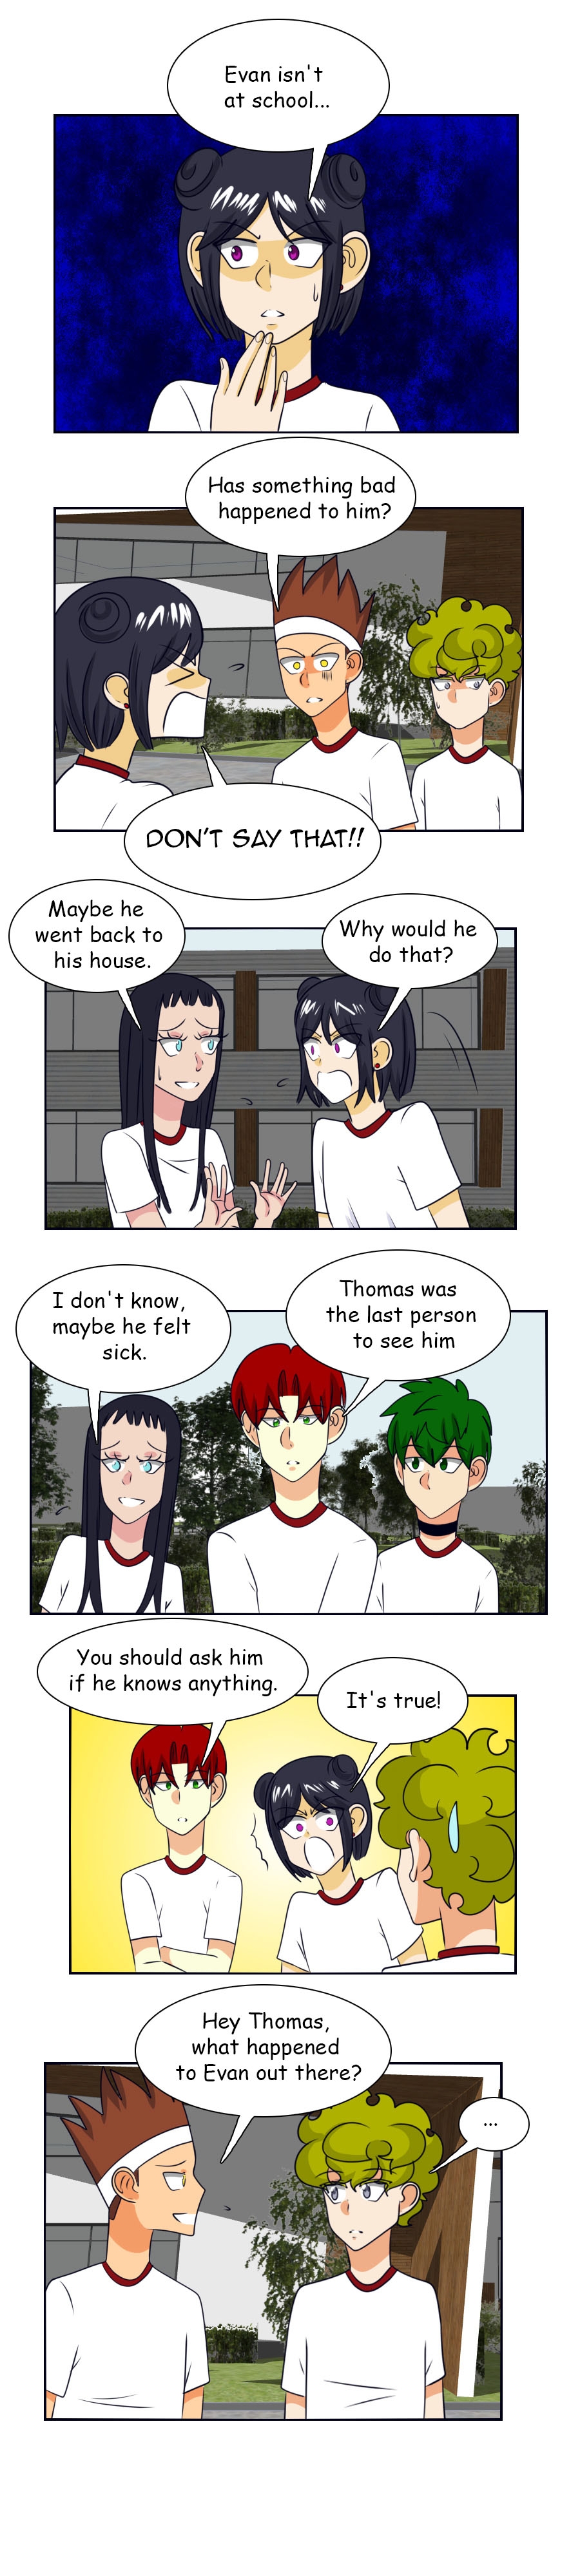 Evan isn't
at school...
Has something bad
happened to him?
DON'T SAY THAT!!
Maybe he
went back to
his house.
Why would he
do that?
I don't know,
maybe he felt
sick.
Thomas was
the last person
to see him
You should ask him
if he knows anything.
It's true!
Hey Thomas,
what happened
to Evan out there?
...